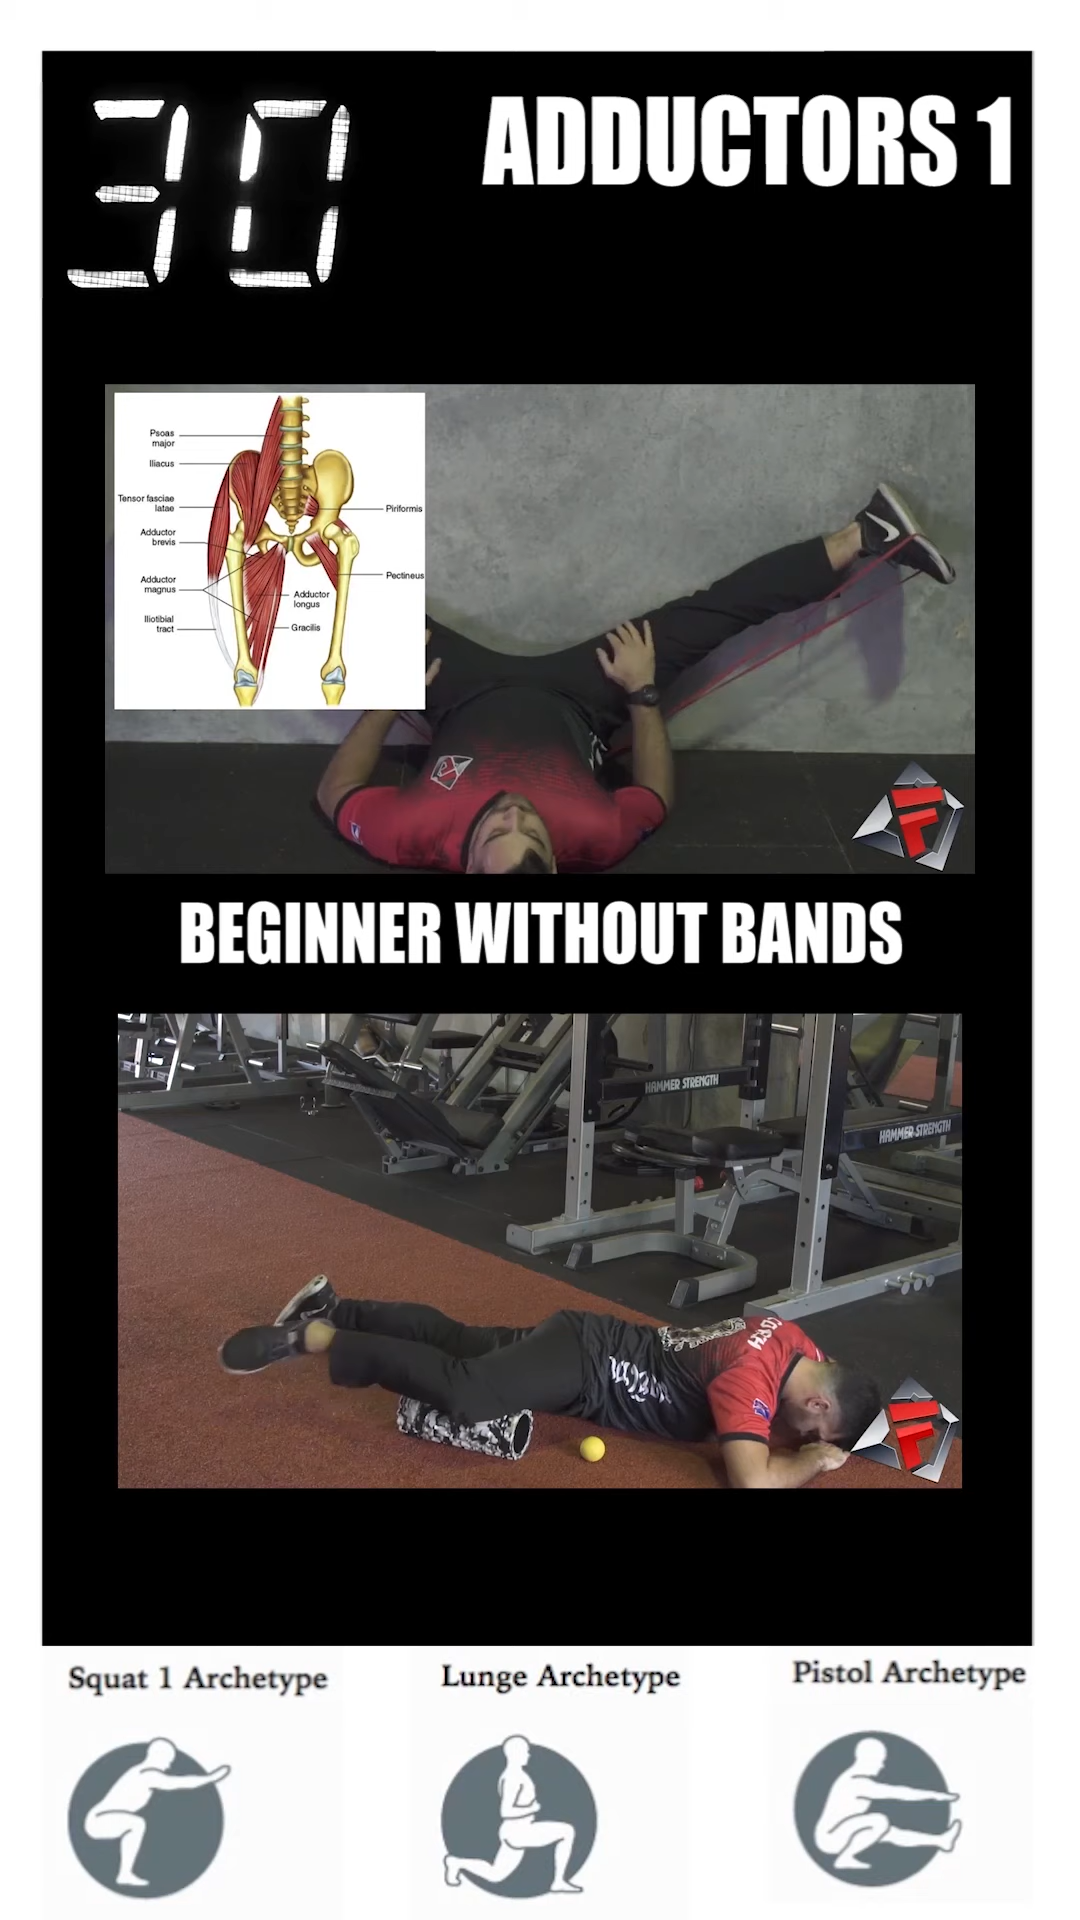 30
ADDUCTORS 1
Psoas
major
Iliacus
Tensor fasciae
latae
Adductor
brevis
Adductor
magnus
Iliotibial
tract
Piriformis
Pectineus
Adductor
longus
Gracilis
BEGINNER WITHOUT BANDS
HAMMER STRENGTH
HAMMER STRENGTH
COACH
Squat 1 Archetype
Lunge Archetype
Pistol Archetype